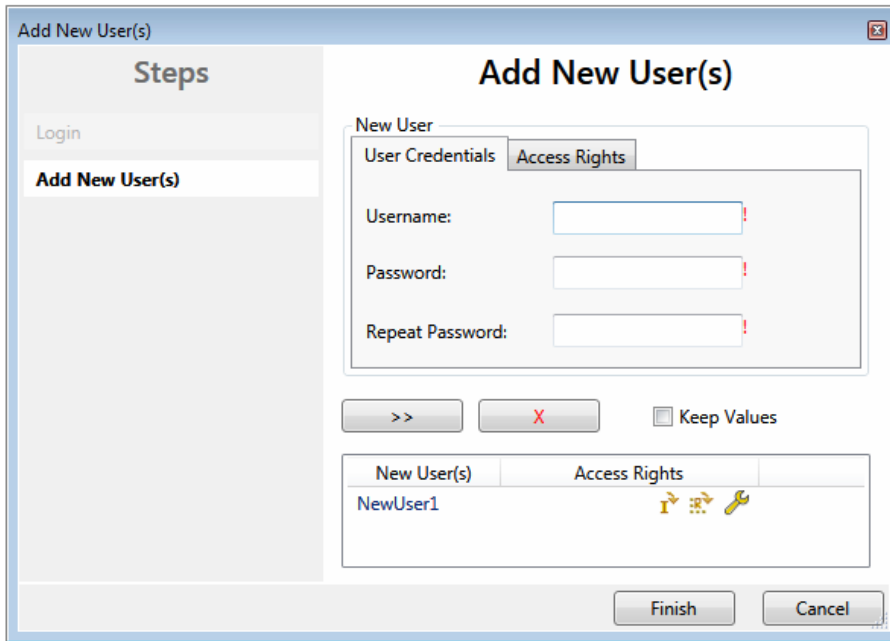 Add New User(s)
Steps
Login
Add New User(s)
Add New User(s)
New User
User Credentials
Access Rights
Username:
!
Password:
!
Repeat Password:
!
>>
X
Keep Values
New User(s)
Access Rights
NewUser1
I
R
Finish
Cancel